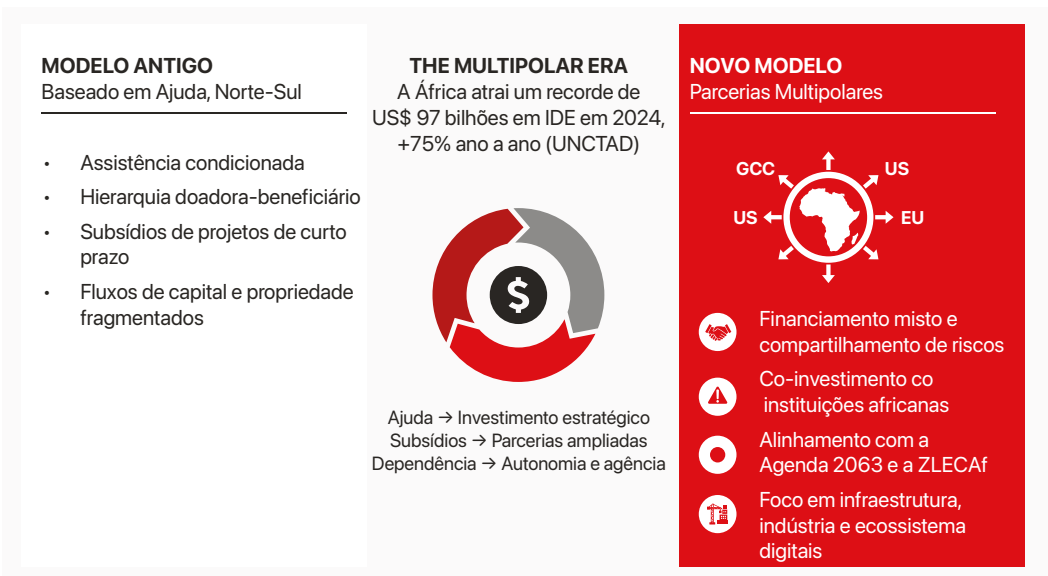 MODELO ANTIGO
Baseado em Ajuda, Norte-Sul
• Assistência condicionada
• Hierarquia doadora-beneficiário
• Subsídios de projetos de curto
prazo
• Fluxos de capital e propriedade
fragmentados
THE MULTIPOLAR ERA
A África atrai um recorde de
US$ 97 bilhões em IDE em 2024,
+75% ano a ano (UNCTAD)
$
Ajuda → Investimento estratégico
Subsídios → Parcerias ampliadas
Dependência → Autonomia e agência
NOVO MODELO
Parcerias Multipolares
GCC
US
US
EU
Financiamento misto e
compartilhamento de riscos
Co-investimento co
instituições africanas
Alinhamento com a
Agenda 2063 e a ZLECAf
Foco em infraestrutura,
indústria e ecossistema
digitais